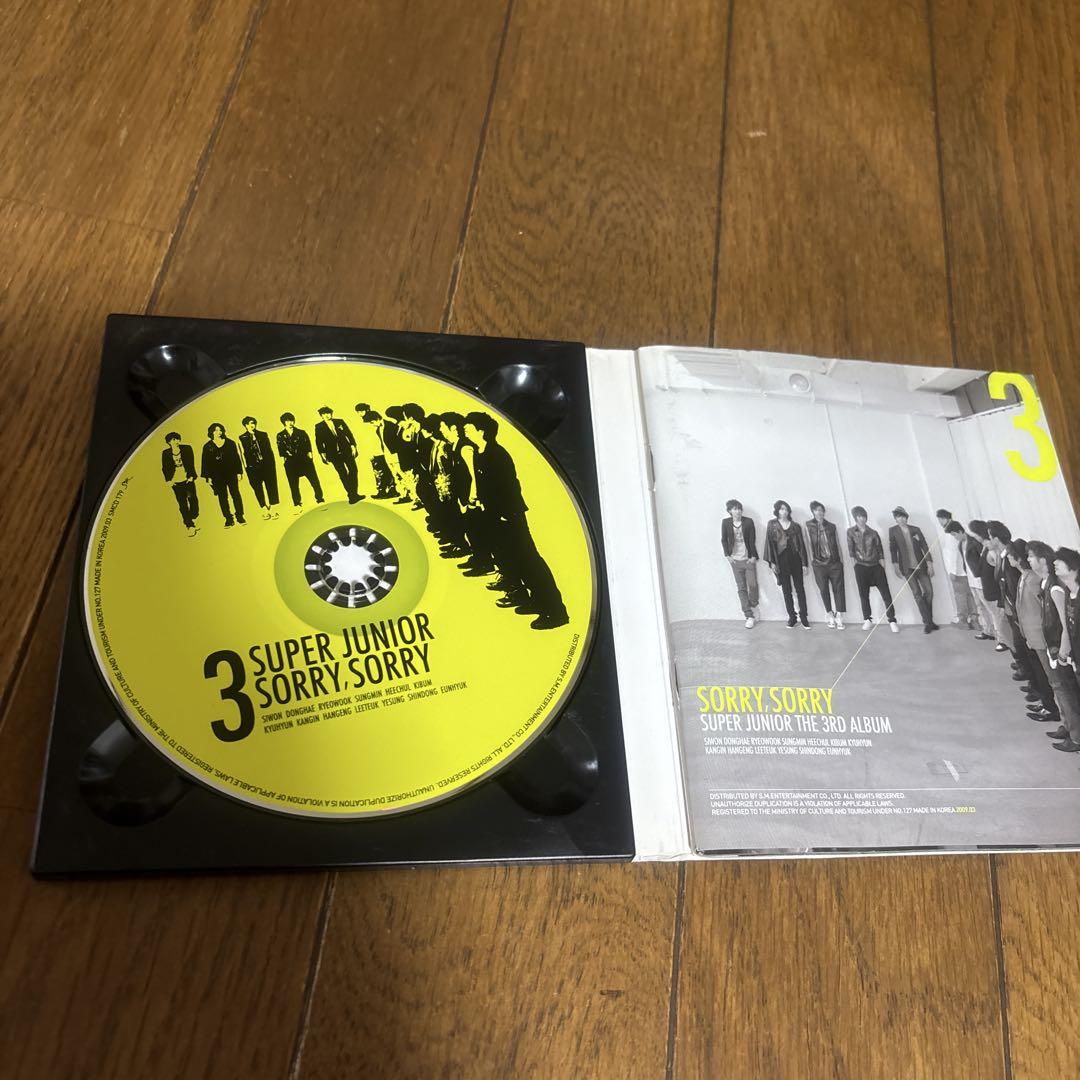 3
SUPER JUNIOR
SORRY, SORRY
SIWON DONGHAE RYEOWOOK SUNGMIN HEECHUL KIBUM
KYUHYUN KANGIN HANGENG LEETEUK YESUNG SHINDONG EUNHYUK
DISTRIBUTED BY S.M.ENTERTAINMENT CO., LTD. ALL RIGHTS RESERVED. UNAUTHORIZE DUPLICATION IS A VIOLATION OF APPLICABLE LAWS. REGISTERED TO THE MINISTRY OF CULTURE AND TOURISM UNDER NO.127 MADE IN KOREA 2009.03 SMCD 179
3
SORRY, SORRY
SUPER JUNIOR THE 3RD ALBUM
SIWON DONGHAE RYEOWOOK SUNGMIN HEECHUL KIBUM KYUHYUN
KANGIN HANGENG LEETEUK YESUNG SHINDONG EUNHYUK
DISTRIBUTED BY S.M.ENTERTAINMENT CO., LTD. ALL RIGHTS RESERVED.
UNAUTHORIZE DUPLICATION IS A VIOLATION OF APPLICABLE LAWS.
REGISTERED TO THE MINISTRY OF CULTURE AND TOURISM UNDER NO.127 MADE IN KOREA.2009.03